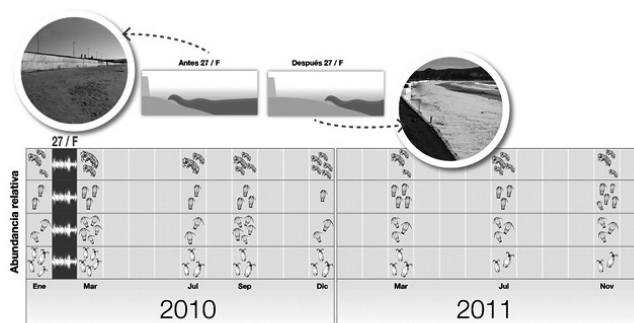 Antes 27 / F
Después 27 / F
27 / F
Abundancia relativa
Ene
Mar
Jul
Sep
Dic
Mar
Jul
Nov
2010
2011